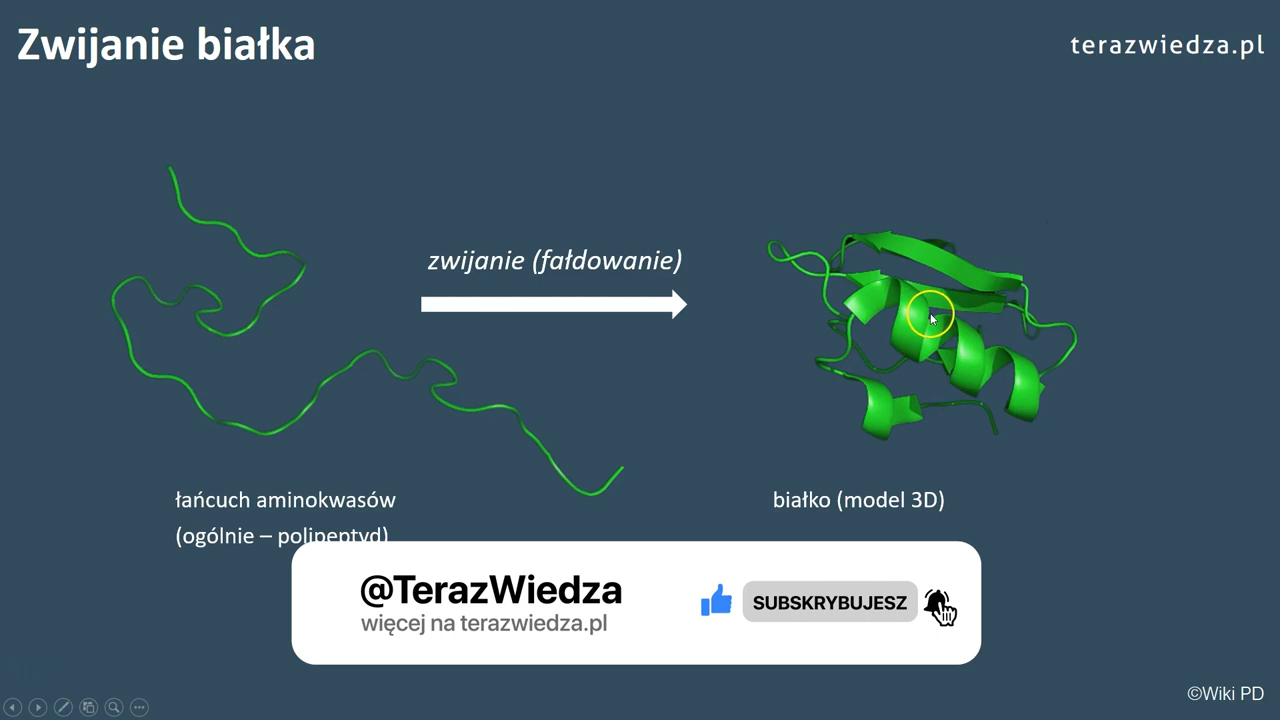 Zwijanie białka
terazwiedza.pl
zwijanie (fałdowanie)
łańcuch aminokwasów
(ogólnie – polipeptyd)
białko (model 3D)
@TerazWiedza
więcej na terazwiedza.pl
SUBSKRYBUJESZ
©Wiki PD